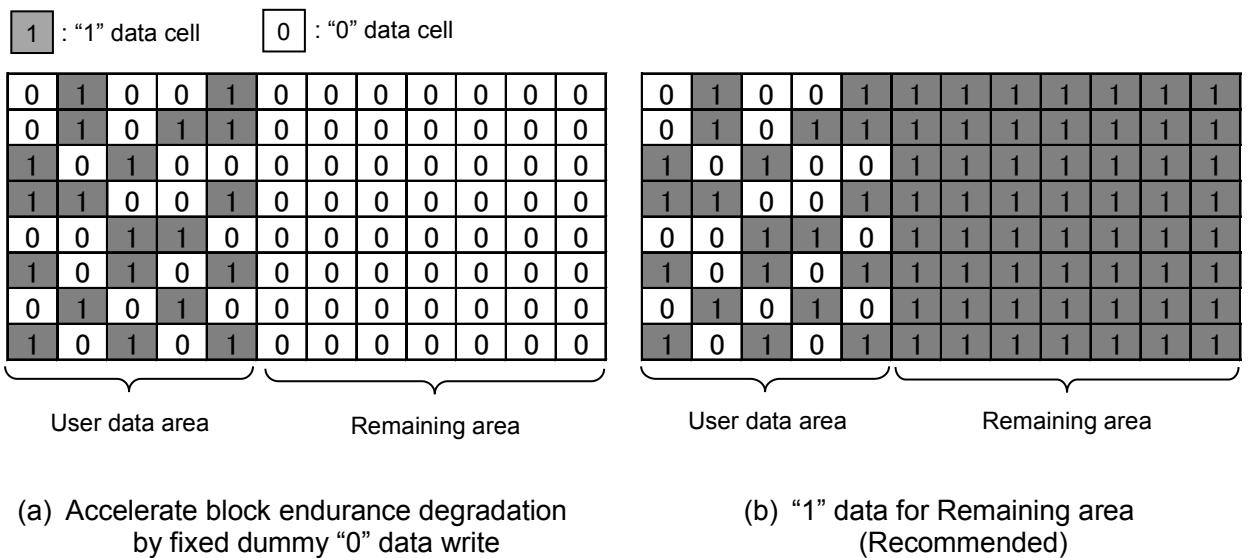 1 : “1” data cell 0 : “0” data cell
0 1 0 0 1 0 0 0 0 0 0 0 0 1 0 0 1 1 1 1 1 1 1 1
0 1 0 1 1 0 0 0 0 0 0 0 0 1 0 1 1 1 1 1 1 1 1 1
1 0 1 0 0 0 0 0 0 0 0 0 1 0 1 0 0 1 1 1 1 1 1 1
1 1 0 0 1 0 0 0 0 0 0 0 1 1 0 0 1 1 1 1 1 1 1 1
0 0 1 1 0 0 0 0 0 0 0 0 0 0 1 1 0 1 1 1 1 1 1 1
1 0 1 0 1 0 0 0 0 0 0 0 1 0 1 0 1 1 1 1 1 1 1 1
0 1 0 1 0 0 0 0 0 0 0 0 0 1 0 1 0 1 1 1 1 1 1 1
1 0 1 0 1 0 0 0 0 0 0 0 1 0 1 0 1 1 1 1 1 1 1 1
User data area Remaining area User data area Remaining area
(a) Accelerate block endurance degradation
by fixed dummy “0” data write
(b) “1” data for Remaining area
(Recommended)